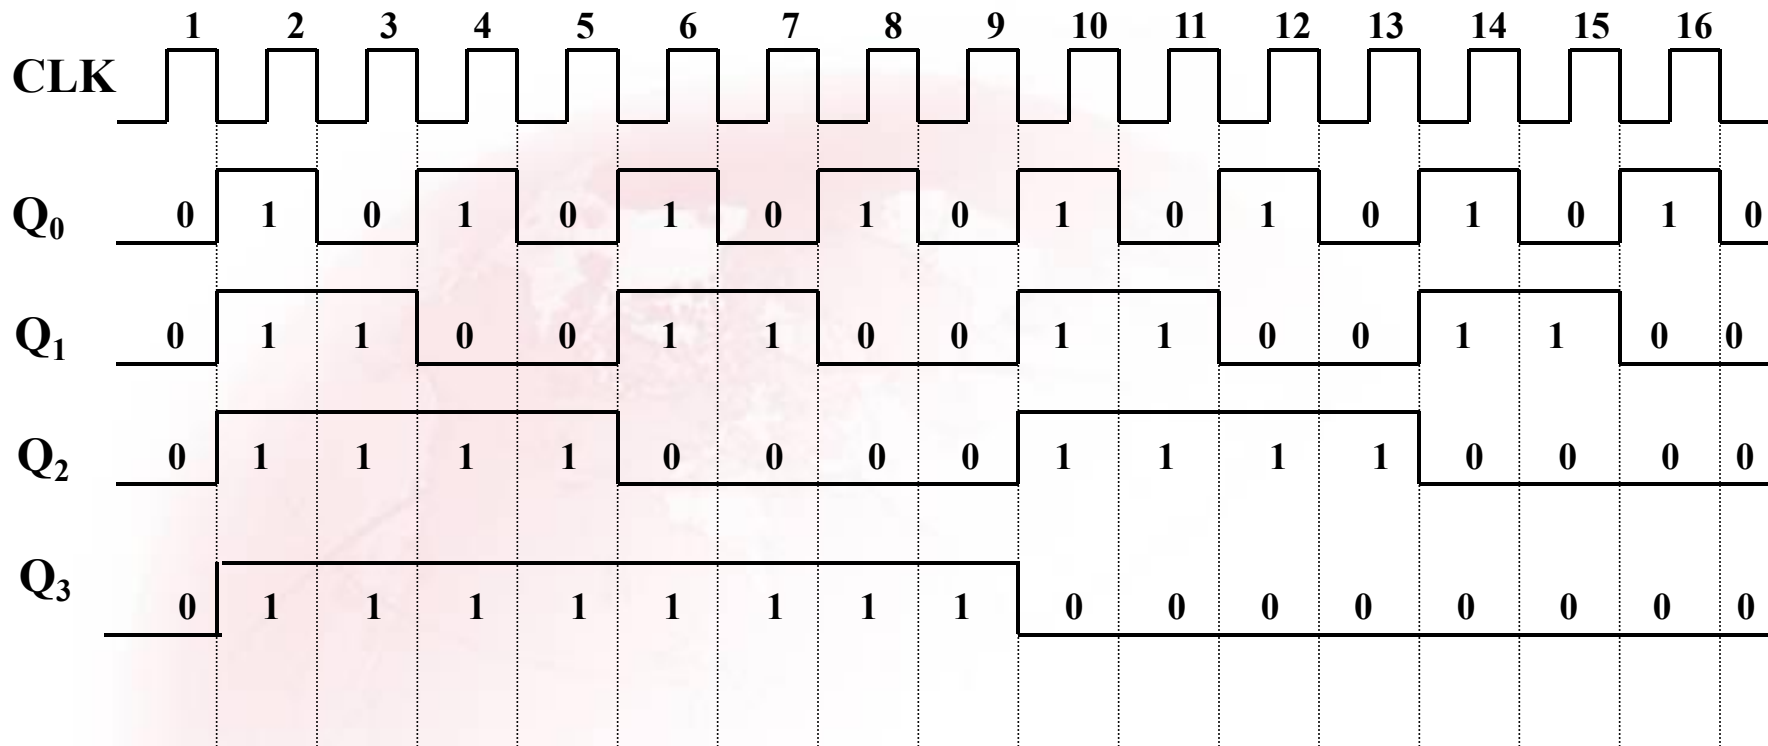 1 2 3 4 5 6 7 8 9 10 11 12 13 14 15 16
CLK
Q₀ 0 1 0 1 0 1 0 1 0 1 0 1 0 1 0 1 0
Q₁ 0 1 1 0 0 1 1 0 0 1 1 0 0 1 1 0 0
Q₂ 0 1 1 1 1 0 0 0 0 1 1 1 1 0 0 0 0
Q₃ 0 1 1 1 1 1 1 1 1 0 0 0 0 0 0 0 0